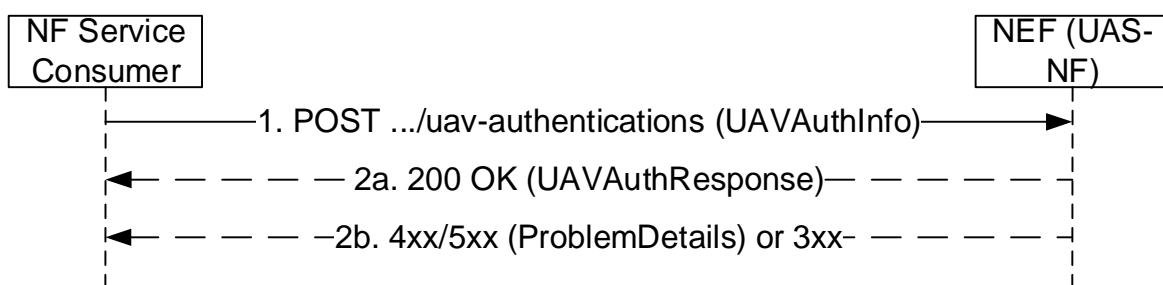 NF Service
Consumer
NEF (UAS-
NF)
1. POST .../uav-authentications (UAVAuthInfo)
2a. 200 OK (UAVAuthResponse)
2b. 4xx/5xx (ProblemDetails) or 3xx